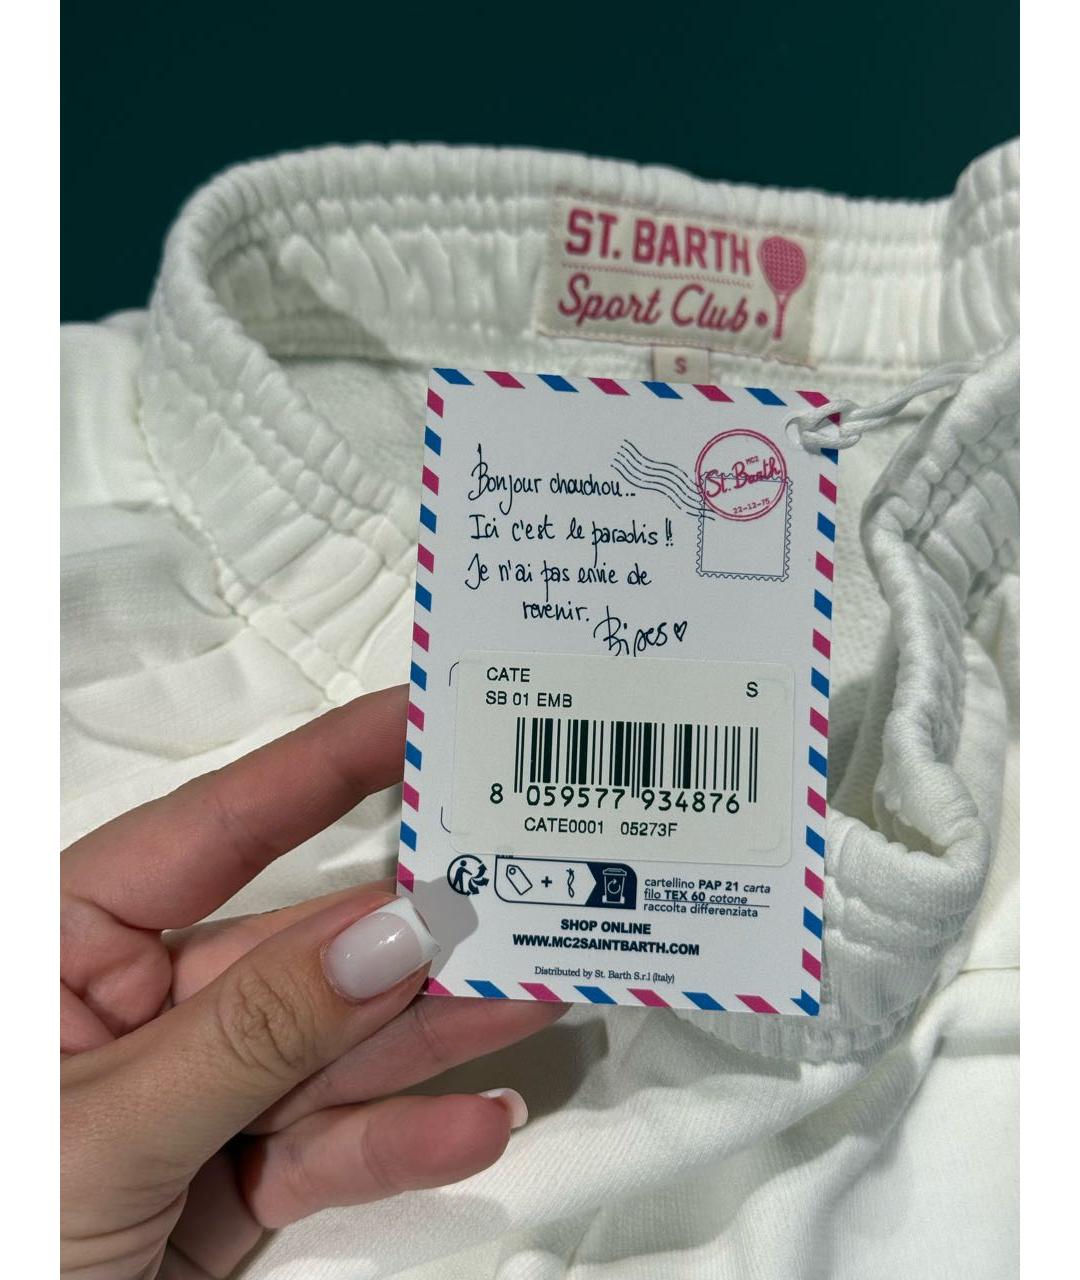 ST. BARTH
Sport Club
S
Bonjour chouchou...
Ici c'est le paradis !!
Je n'ai pas envie de
revenir.
Bises
MC2
St. Barth
22-12-75
CATE
S
SB 01 EMB
8 059577 934876
CATE0001 05273F
+
cartellino PAP 21 carta
filo TEX 60 cotone
raccolta differenziata
SHOP ONLINE
WWW.MC2SAINTBARTH.COM
Distributed by St. Barth S.r.l (Italy)